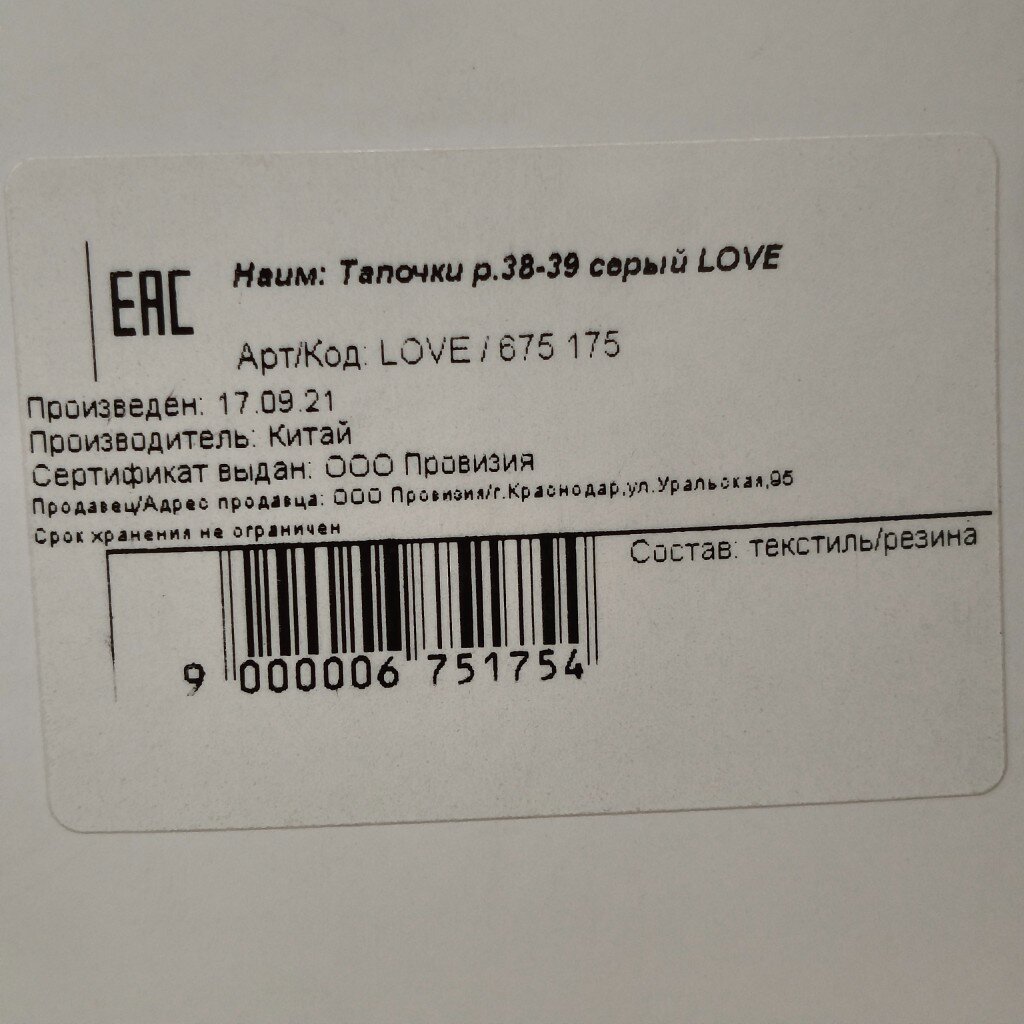 EAC
Наим: Тапочки р.38-39 серый LOVE
Арт/Код: LOVE / 675 175
Произведен: 17.09.21
Производитель: Китай
Сертификат выдан: ООО Провизия
Продавец/Адрес продавца: ООО Провизия/г.Краснодар,ул.Уральская,95
Срок хранения не ограничен
Состав: текстиль/резина
9 000006 751754